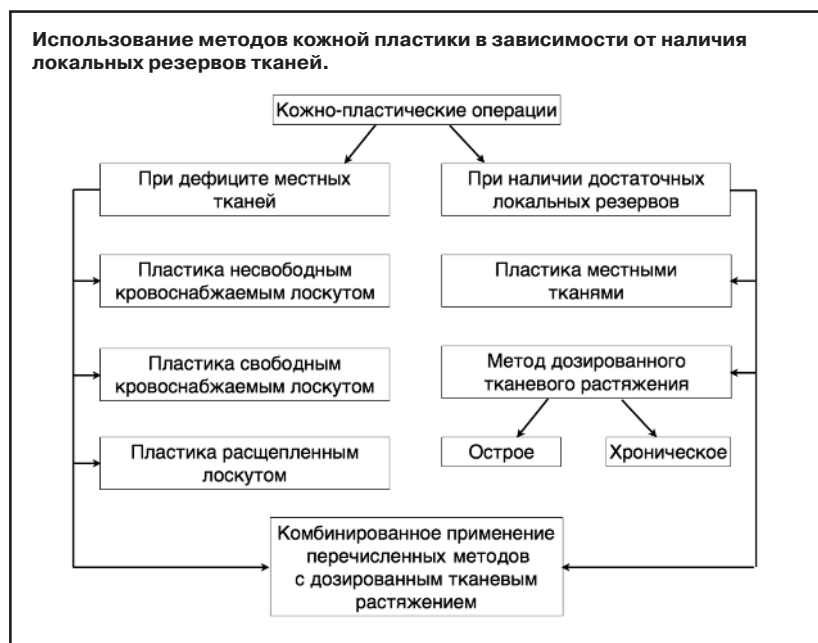 Использование методов кожной пластики в зависимости от наличия
локальных резервов тканей.
Кожно-пластические операции
При дефиците местных
тканей
При наличии достаточных
локальных резервов
Пластика несвободным
кровоснабжаемым лоскутом
Пластика местными
тканями
Пластика свободным
кровоснабжаемым лоскутом
Метод дозированного
тканевого растяжения
Пластика расщепленным
лоскутом
Острое
Хроническое
Комбинированное применение
перечисленных методов
с дозированным тканевым
растяжением